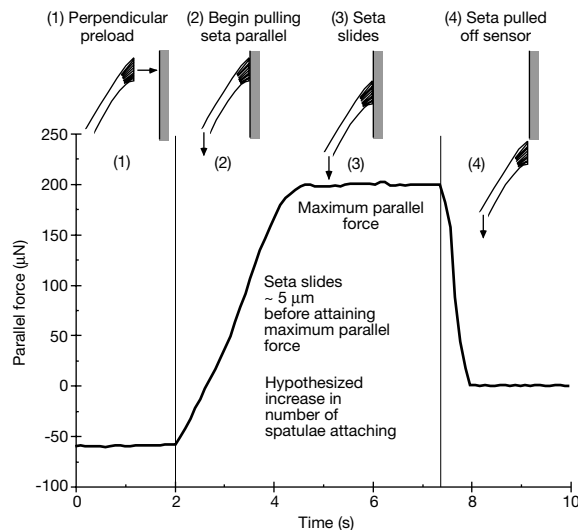 (1) Perpendicular
preload
(2) Begin pulling
seta parallel
(3) Seta
slides
(4) Seta pulled
off sensor
(1)
(2)
(3)
(4)
Maximum parallel
force
Seta slides
~ 5 μm
before attaining
maximum parallel
force
Hypothesized
increase in
number of
spatulae attaching
Parallel force (μN)
250
200
150
100
50
0
-50
-100
0
2
4
6
8
10
Time (s)